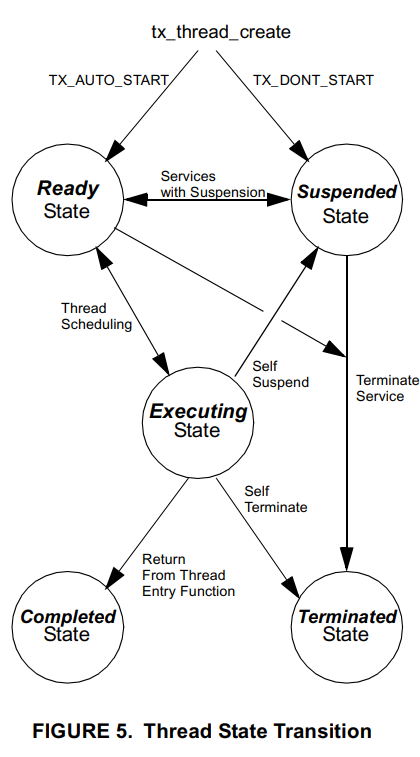 tx_thread_create
TX_AUTO_START
TX_DONT_START
Ready
State
Services
with Suspension
Suspended
State
Thread
Scheduling
Self
Suspend
Terminate
Service
Executing
State
Self
Terminate
Return
From Thread
Entry Function
Completed
State
Terminated
State
FIGURE 5. Thread State Transition